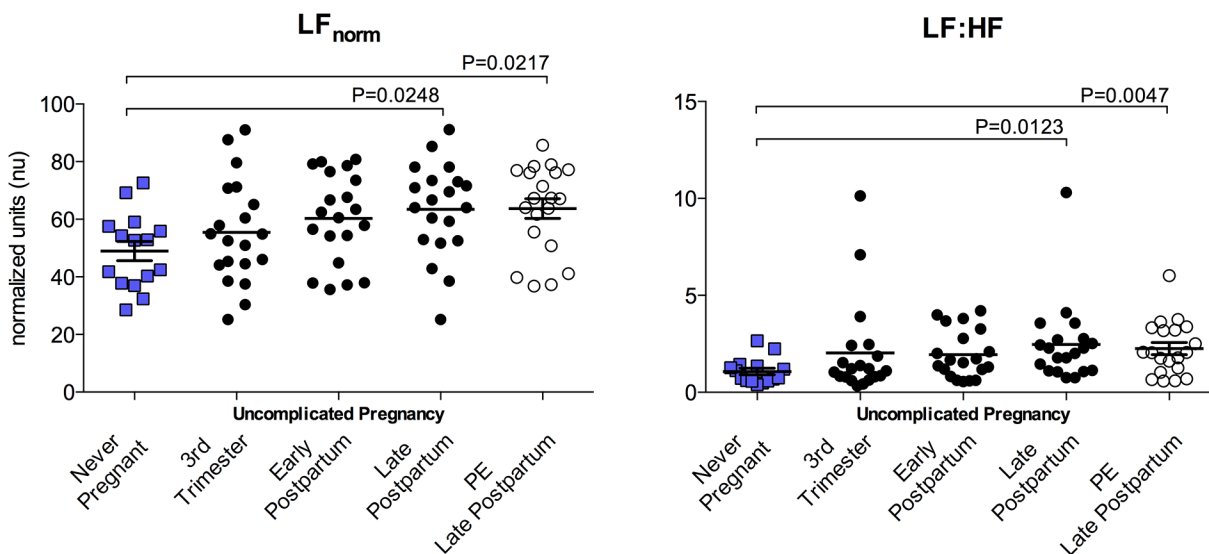 LFnorm
P=0.0217
P=0.0248
normalized units (nu)
100
80
60
40
20
0
Uncomplicated Pregnancy
Never
Pregnant
3rd
Trimester
Early
Postpartum
Late
Postpartum
PE
Late Postpartum
LF:HF
P=0.0047
P=0.0123
15
10
5
0
Uncomplicated Pregnancy
Never
Pregnant
3rd
Trimester
Early
Postpartum
Late
Postpartum
PE
Late Postpartum